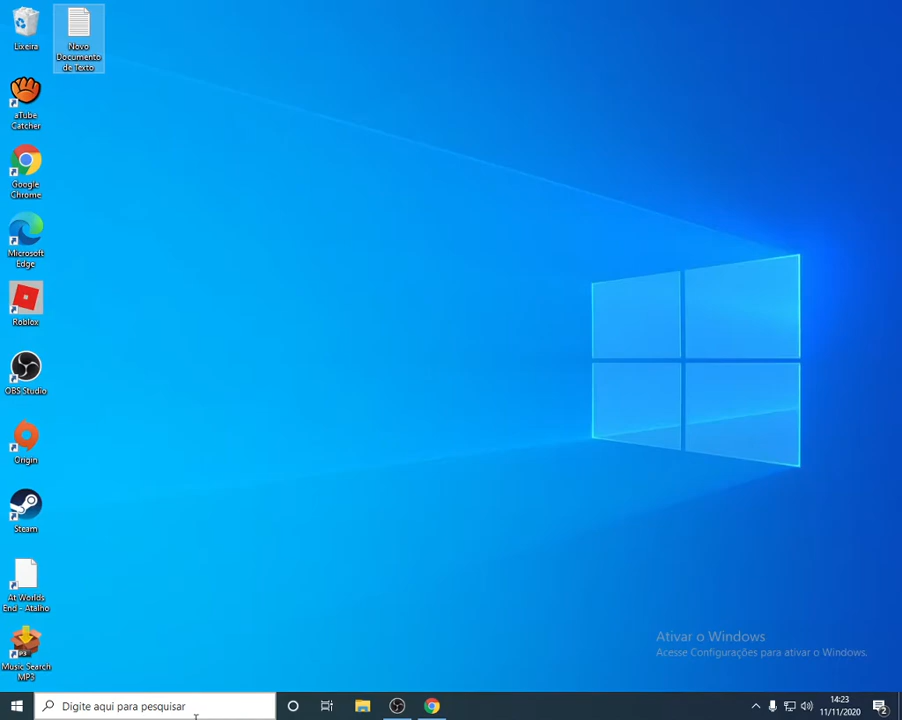 Lixeira
Novo
Documento
de Texto
aTube
Catcher
Google
Chrome
Microsoft
Edge
Roblox
OBS Studio
Origin
Steam
At Worlds
End - Atalho
Music Search
MP3
Ativar o Windows
Acesse Configurações para ativar o Windows.
Digite aqui para pesquisar
14:23
11/11/2020
2